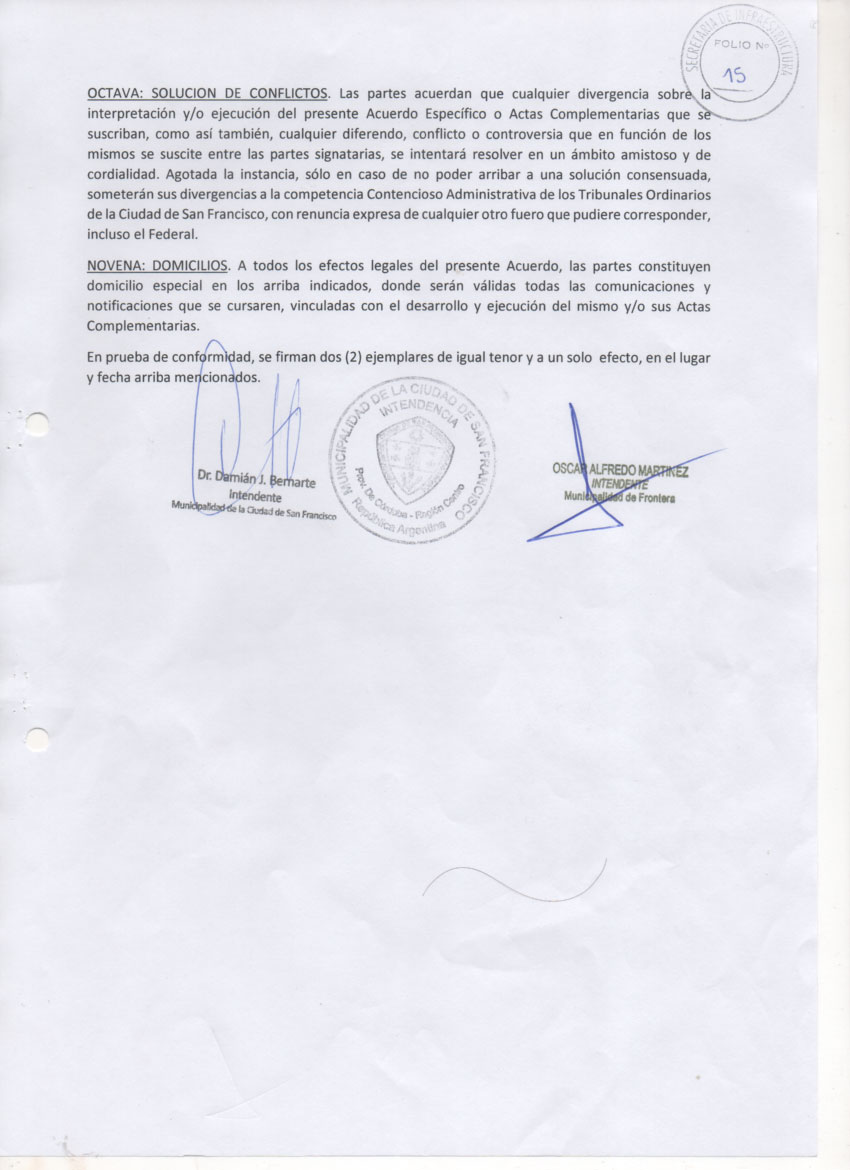 SECRETARIA DE INFRAESTRUCTURA
FOLIO Nº
15
OCTAVA: SOLUCION DE CONFLICTOS. Las partes acuerdan que cualquier divergencia sobre la
interpretación y/o ejecución del presente Acuerdo Específico o Actas Complementarias que se
suscriban, como así también, cualquier diferendo, conflicto o controversia que en función de los
mismos se suscite entre las partes signatarias, se intentará resolver en un ámbito amistoso y de
cordialidad. Agotada la instancia, sólo en caso de no poder arribar a una solución consensuada,
someterán sus divergencias a la competencia Contencioso Administrativa de los Tribunales Ordinarios
de la Ciudad de San Francisco, con renuncia expresa de cualquier otro fuero que pudiere corresponder,
incluso el Federal.
NOVENA: DOMICILIOS. A todos los efectos legales del presente Acuerdo, las partes constituyen
domicilio especial en los arriba indicados, donde serán válidas todas las comunicaciones y
notificaciones que se cursaren, vinculadas con el desarrollo y ejecución del mismo y/o sus Actas
Complementarias.
En prueba de conformidad, se firman dos (2) ejemplares de igual tenor y a un solo efecto, en el lugar
y fecha arriba mencionados.
Dr. Damián J. Bernarte
Intendente
Municipalidad de la Ciudad de San Francisco
MUNICIPALIDAD DE LA CIUDAD DE SAN FRANCISCO
INTENDENCIA
Prov. De Córdoba - Región Centro
República Argentina
OSCAR ALFREDO MARTINEZ
INTENDENTE
Municipalidad de Frontera